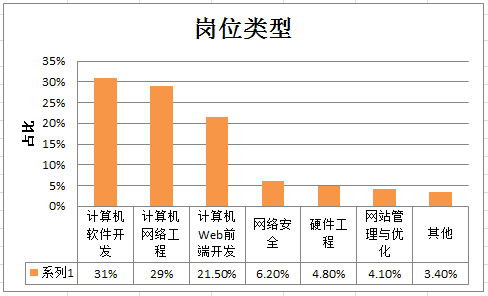 岗位类型
35%
30%
25%
20%
15%
10%
5%
0%
占比
计算机
软件开
发
计算机
网络工
程
计算机
Web前
端开发
网络安
全
硬件工
程
网站管
理与优
化
其他
系列1 31% 29% 21.50% 6.20% 4.80% 4.10% 3.40%